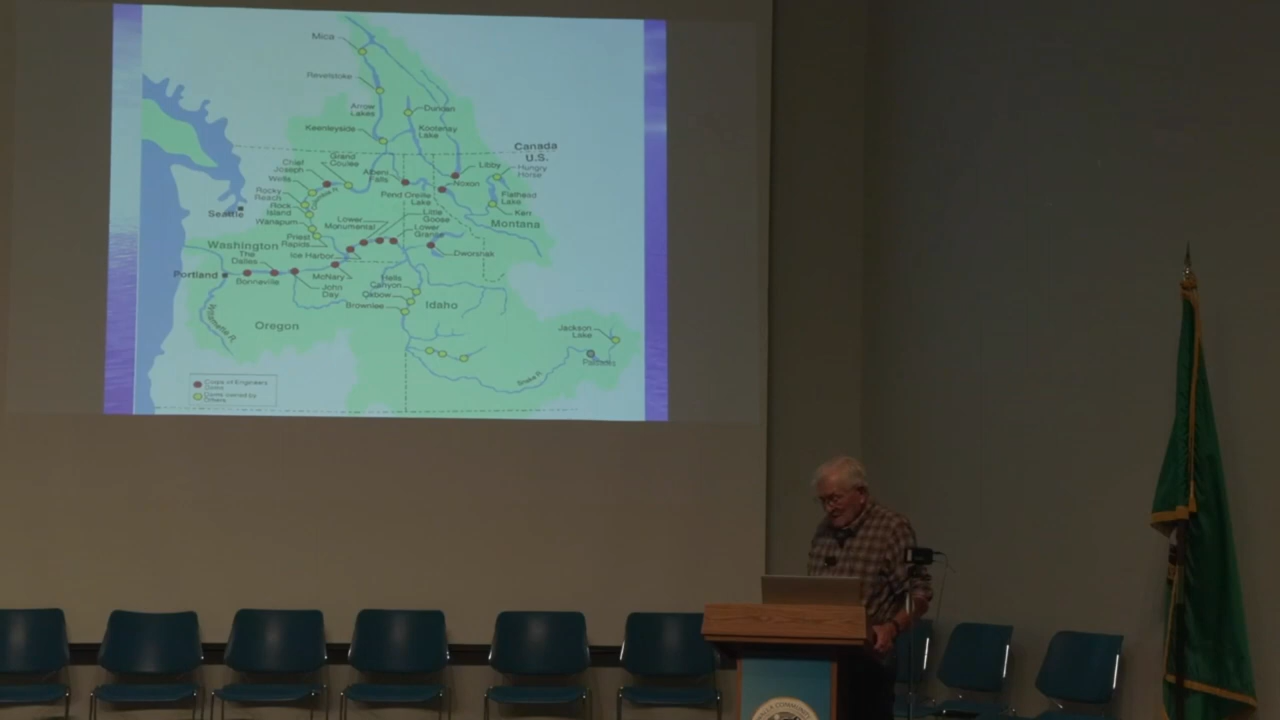 Mica
Revelstoke
Arrow
Lakes
Duncan
Keenleyside
Kootenay
Lake
Canada
U.S.
Grand
Coulee
Chief
Joseph
Albeni
Falls
Libby
Hungry
Horse
Wells
Noxon
Rocky
Reach
Pend Oreille
Lake
Flathead
Lake
Rock
Island
Seattle
Kerr
Wanapum
Lower
Monumental
Little
Goose
Lower
Granite
Montana
Priest
Rapids
Washington
Ice Harbor
Dworshak
The
Dalles
Portland
Bonneville
McNary
John
Day
Hells
Canyon
Oxbow
Brownlee
Idaho
Willamette R.
Oregon
Jackson
Lake
Palisades
Snake R.
Corps of Engineers
Dams
Dams owned by
Others
COMMUNI